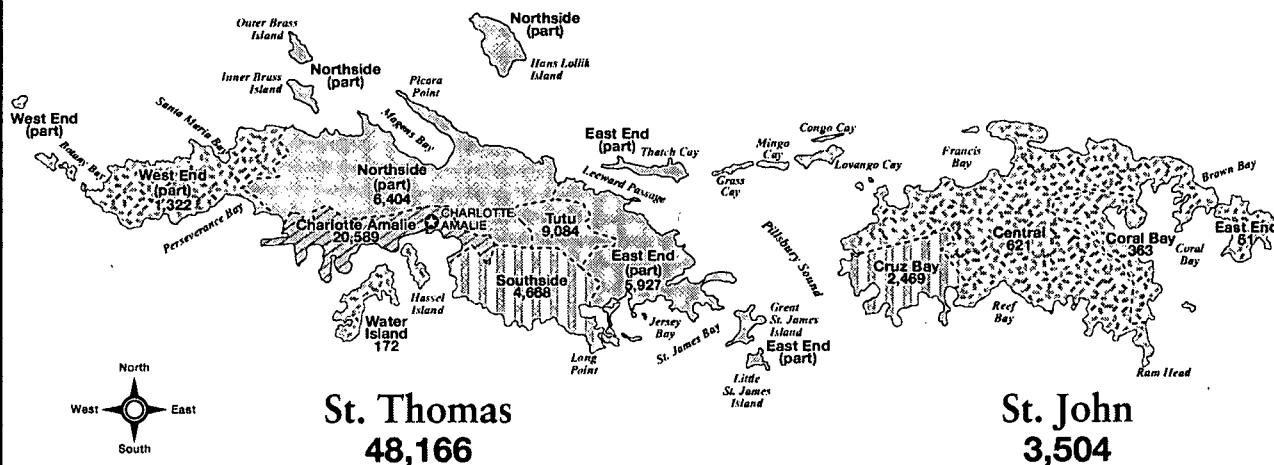 Outer Brass
Island
Northside
(part)
Inner Brass
Island
Northside
(part)
Hans Lollik
Island
Picara
Point
Magens Bay
West End
(part)
Santa Maria Bay
Botany Bay
West End
(part)
1,322
Perseverance Bay
Northside
(part)
6,404
Charlotte Amalie
20,589
CHARLOTTE
AMALIE
Tutu
9,084
East End
(part)
Thatch Cay
Leeward Passage
East End
(part)
5,927
Southside
4,668
Hassel
Island
Water
Island
172
Long
Point
Jersey
Bay
St. James Bay
Great
St. James
Island
East End
(part)
Little
St. James
Island
Grass
Cay
Mingo
Cay
Congo Cay
Lovango Cay
Pillsbury Sound
Francis
Bay
Cruz Bay
2,469
Central
621
Reef
Bay
Coral Bay
363
Coral
Bay
Brown Bay
East End
51
Ram Head
North
West
East
South
St. Thomas
48,166
St. John
3,504